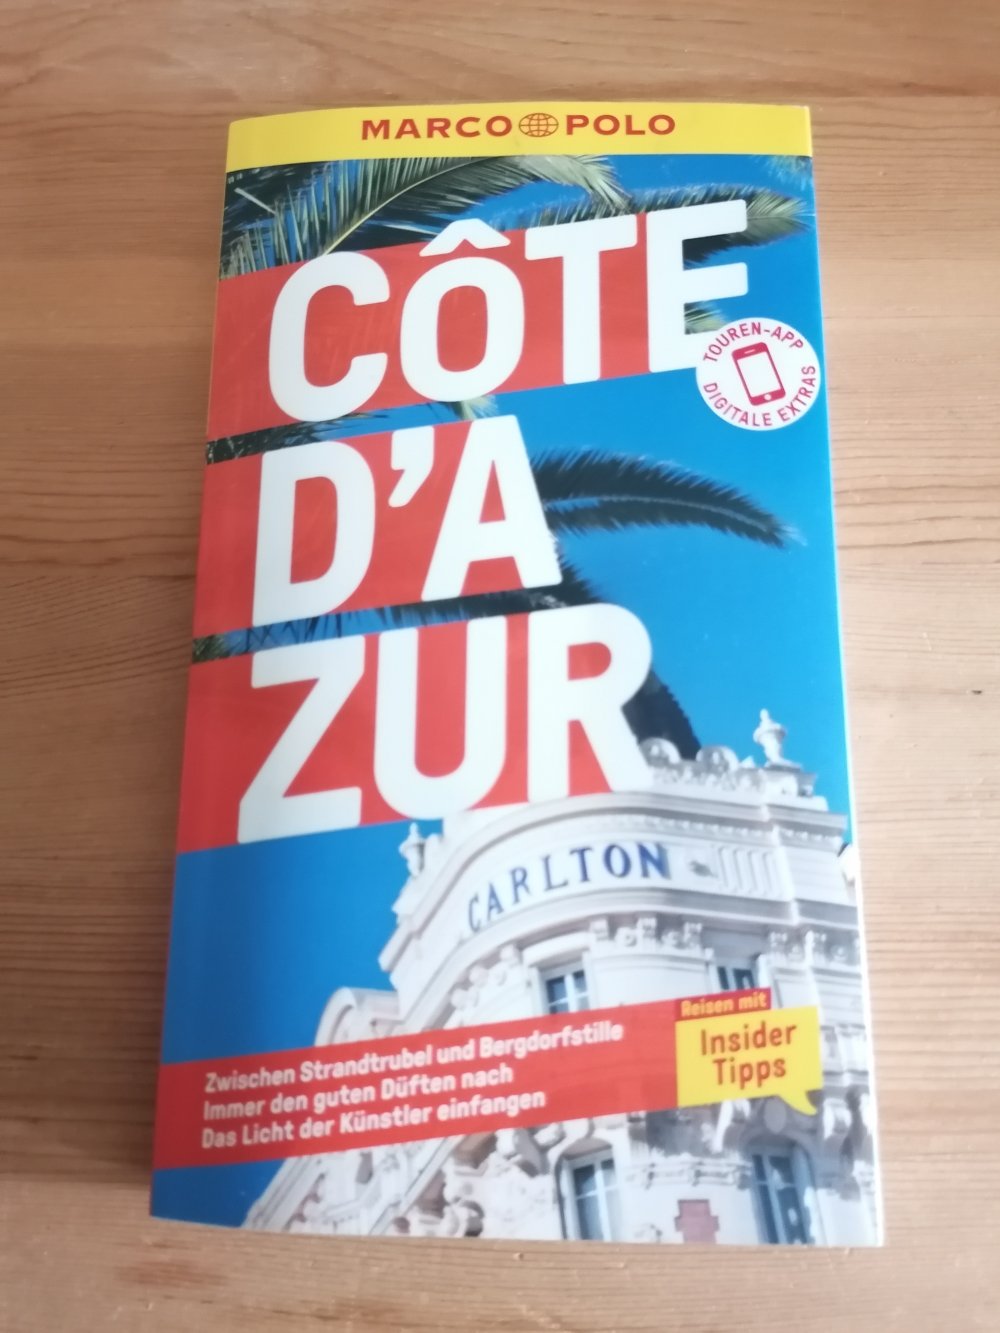 MARCO POLO
CÔTE
D'A
ZUR
TOUREN-APP
DIGITALE EXTRAS
CARLTON
Reisen mit
Insider
Tipps
Zwischen Strandtrubel und Bergdorfstille
Immer den guten Düften nach
Das Licht der Künstler einfangen